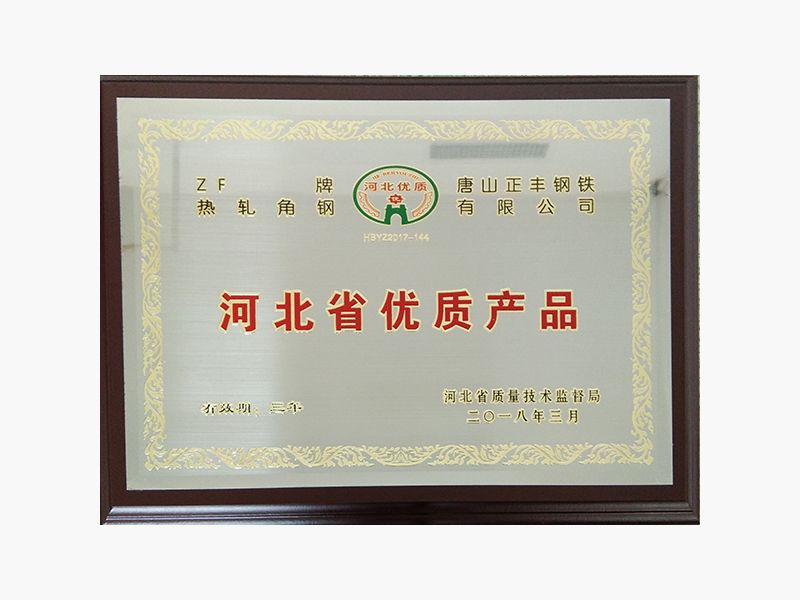 ZF 牌
热轧角钢
河北优质
HBYZ2017-144
唐山正丰钢铁
有限公司
河北省优质产品
有效期：三年
河北省质量技术监督局
二〇一八年三月